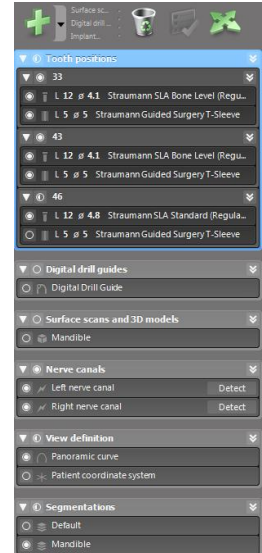 Surface sc...
Digital drill ...
Implant...
Tooth positions
33
L 12 ø 4.1 Straumann SLA Bone Level (Regu...
L 5 ø 5 Straumann Guided Surgery T-Sleeve
43
L 12 ø 4.1 Straumann SLA Bone Level (Regu...
L 5 ø 5 Straumann Guided Surgery T-Sleeve
46
L 12 ø 4.8 Straumann SLA Standard (Regula...
L 5 ø 5 Straumann Guided Surgery T-Sleeve
Digital drill guides
Digital Drill Guide
Surface scans and 3D models
Mandible
Nerve canals
Left nerve canal Detect
Right nerve canal Detect
View definition
Panoramic curve
Patient coordinate system
Segmentations
Default
Mandible